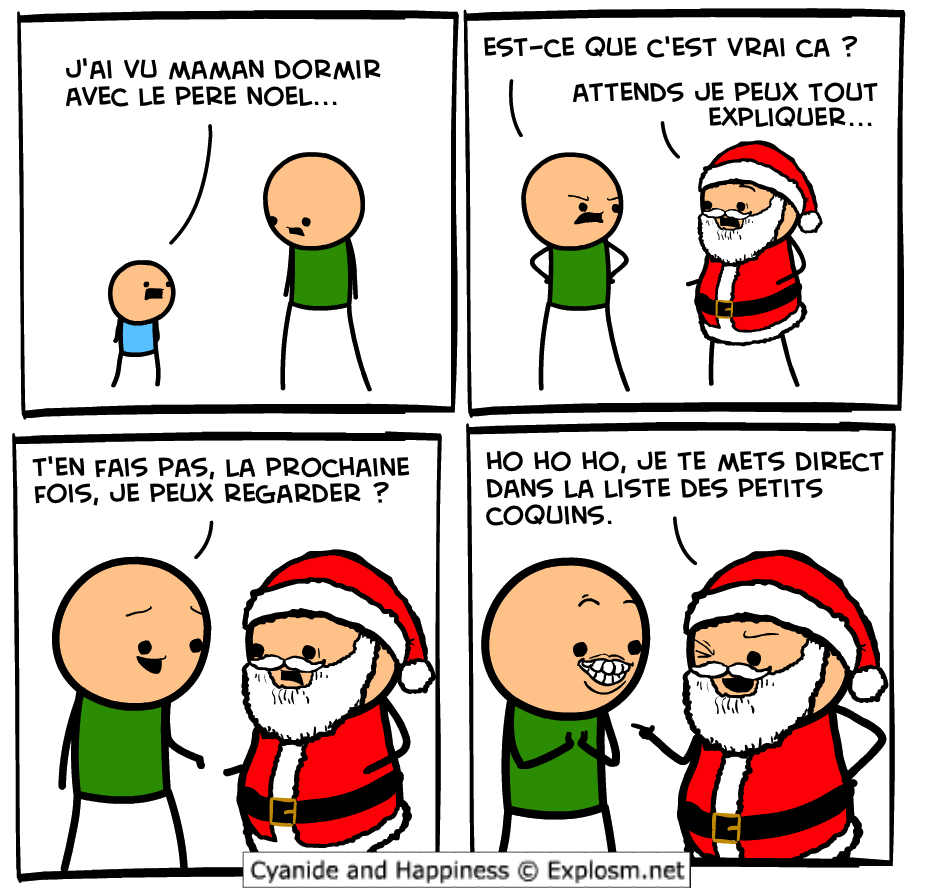 J'AI VU MAMAN DORMIR
AVEC LE PERE NOEL...
EST-CE QUE C'EST VRAI CA ?
ATTENDS JE PEUX TOUT
EXPLIQUER...
T'EN FAIS PAS, LA PROCHAINE
FOIS, JE PEUX REGARDER ?
HO HO HO, JE TE METS DIRECT
DANS LA LISTE DES PETITS
COQUINS.
Cyanide and Happiness © Explosm.net